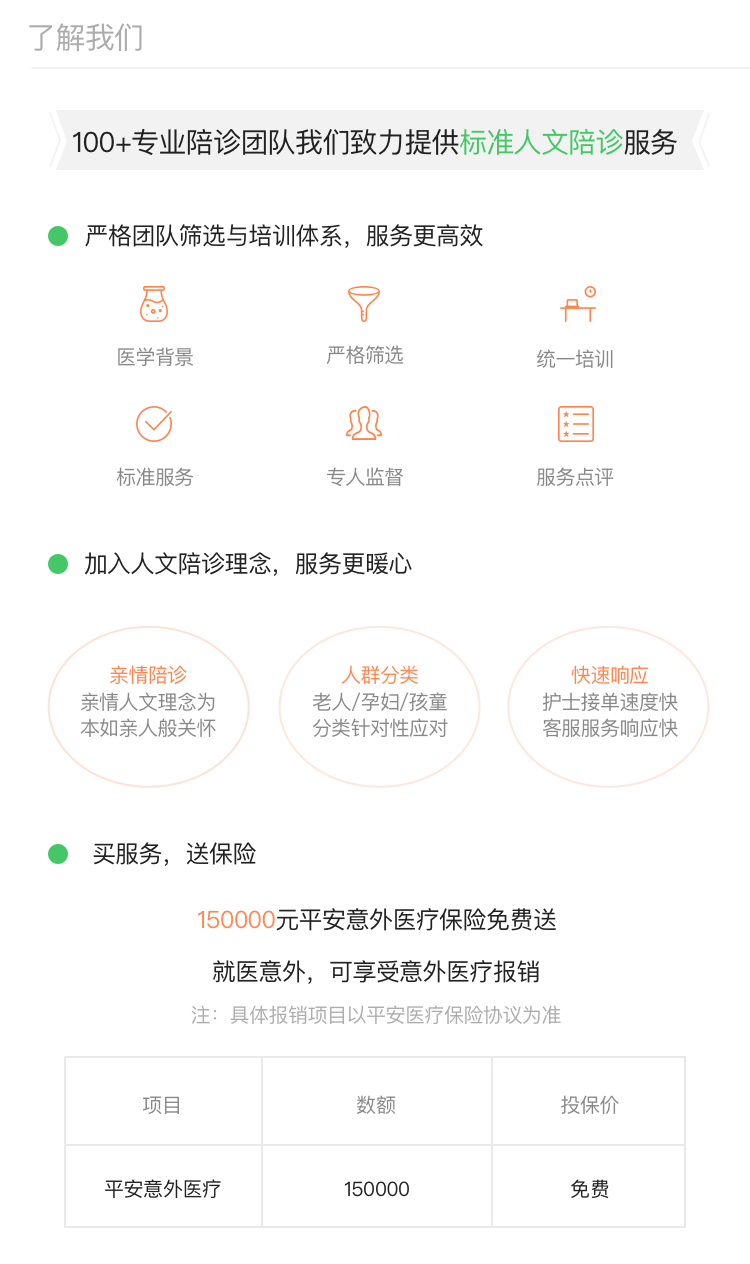 了解我们
100+专业陪诊团队我们致力提供标准人文陪诊服务
严格团队筛选与培训体系，服务更高效
医学背景
严格筛选
统一培训
标准服务
专人监督
服务点评
加入人文陪诊理念，服务更暖心
亲情陪诊
亲情人文理念为
本如亲人般关怀
人群分类
老人/孕妇/孩童
分类针对性应对
快速响应
护士接单速度快
客服服务响应快
买服务，送保险
150000元平安意外医疗保险免费送
就医意外，可享受意外医疗报销
注：具体报销项目以平安医疗保险协议为准
项目 数额 投保价
平安意外医疗 150000 免费